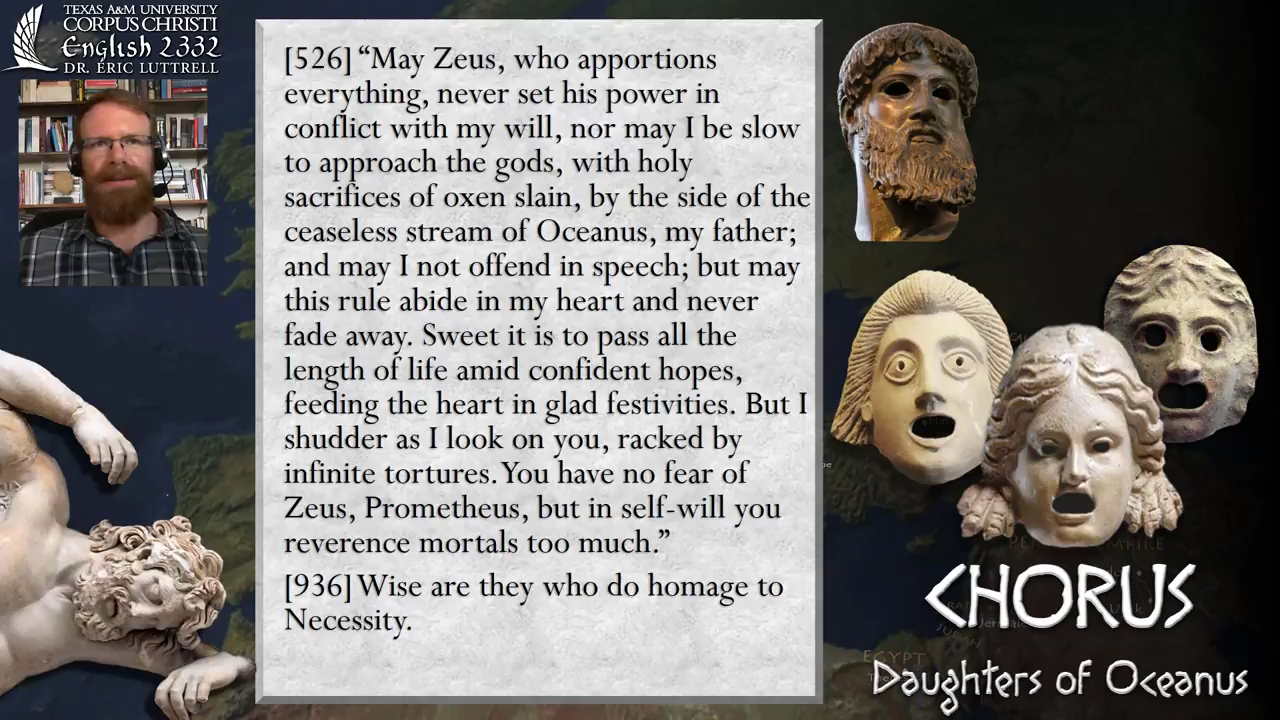 TEXAS A&M UNIVERSITY
CORPUS CHRISTI
English 2332
DR. ERIC LUTTRELL
[526] “May Zeus, who apportions
everything, never set his power in
conflict with my will, nor may I be slow
to approach the gods, with holy
sacrifices of oxen slain, by the side of the
ceaseless stream of Oceanus, my father;
and may I not offend in speech; but may
this rule abide in my heart and never
fade away. Sweet it is to pass all the
length of life amid confident hopes,
feeding the heart in glad festivities. But I
shudder as I look on you, racked by
infinite tortures. You have no fear of
Zeus, Prometheus, but in self-will you
reverence mortals too much.”
[936] Wise are they who do homage to
Necessity.
CHORUS
EGYPT
Daughters of Oceanus